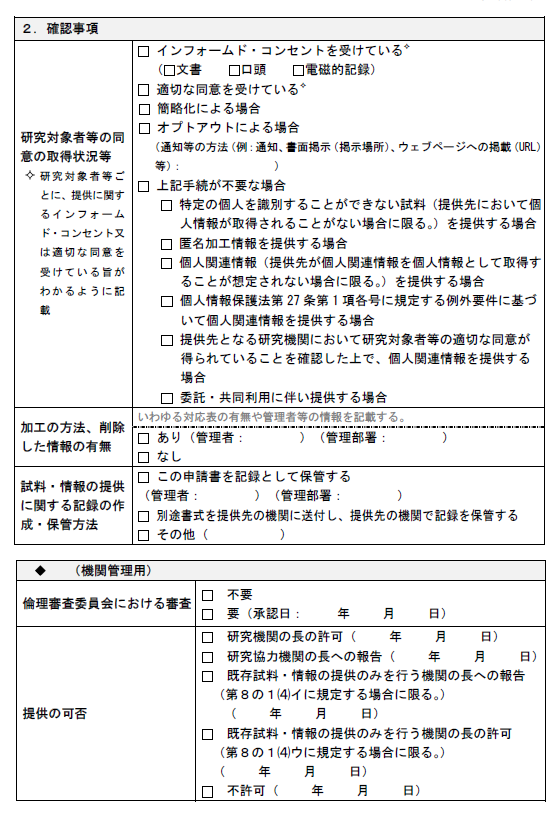 ２．確認事項
研究対象者等の同
意の取得状況等
✧ 研究対象者等ご
とに、提供に関す
るインフォーム
ド・コンセント又
は適切な同意を
受けている旨が
わかるように記
載
□ インフォームド・コンセントを受けている✧
（□文書　□口頭　□電磁的記録）
□ 適切な同意を受けている✧
□ 簡略化による場合
□ オプトアウトによる場合
（通知等の方法（例：通知、書面掲示（掲示場所）、ウェブページへの掲載（URL）
等）：　　　　　　　　）
□ 上記手続が不要な場合
□ 特定の個人を識別することができない試料（提供先において個
人情報が取得されることがない場合に限る。）を提供する場合
□ 匿名加工情報を提供する場合
□ 個人関連情報（提供先が個人関連情報を個人情報として取得す
ることが想定されない場合に限る。）を提供する場合
□ 個人情報保護法第 27 条第１項各号に規定する例外要件に基づ
いて個人関連情報を提供する場合
□ 提供先となる研究機関において研究対象者等の適切な同意が
得られていることを確認した上で、個人関連情報を提供する
場合
□ 委託・共同利用に伴い提供する場合
加工の方法、削除
した情報の有無
いわゆる対応表の有無や管理者等の情報を記載する。
□ あり（管理者：　　　　）（管理部署：　　　　）
□ なし
試料・情報の提供
に関する記録の作
成・保管方法
□ この申請書を記録として保管する
（管理者：　　　　）（管理部署：　　　　）
□ 別途書式を提供先の機関に送付し、提供先の機関で記録を保管する
□ その他（　　　　　）
◆　（機関管理用）
倫理審査委員会における審査
□ 不要
□ 要（承認日：　　年　　月　　日）
提供の可否
□ 研究機関の長の許可（　　年　　月　　日）
□ 研究協力機関の長への報告（　　年　　月　　日）
□ 既存試料・情報の提供のみを行う機関の長への報告
（第８の１⑷イに規定する場合に限る。）
（　　年　　月　　日）
□ 既存試料・情報の提供のみを行う機関の長の許可
（第８の１⑷ウに規定する場合に限る。）
（　　年　　月　　日）
□ 不許可（　　年　　月　　日）